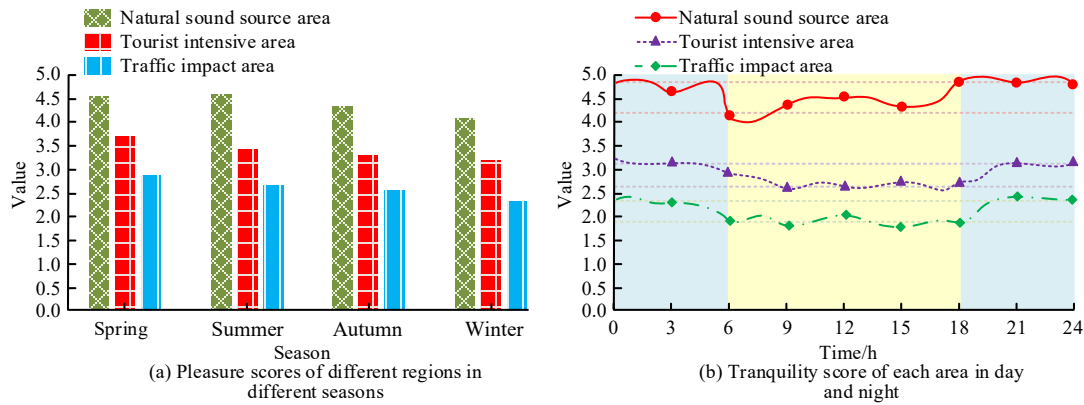 Natural sound source area
Tourist intensive area
Traffic impact area
5.0
4.5
4.0
3.5
3.0
2.5
2.0
1.5
1.0
0.5
0.0
Value
Spring Summer Autumn Winter
Season
(a) Pleasure scores of different regions in
different seasons
Natural sound source area
Tourist intensive area
Traffic impact area
5.0
4.5
4.0
3.5
3.0
2.5
2.0
1.5
1.0
0.5
0.0
Value
0 3 6 9 12 15 18 21 24
Time/h
(b) Tranquility score of each area in day
and night